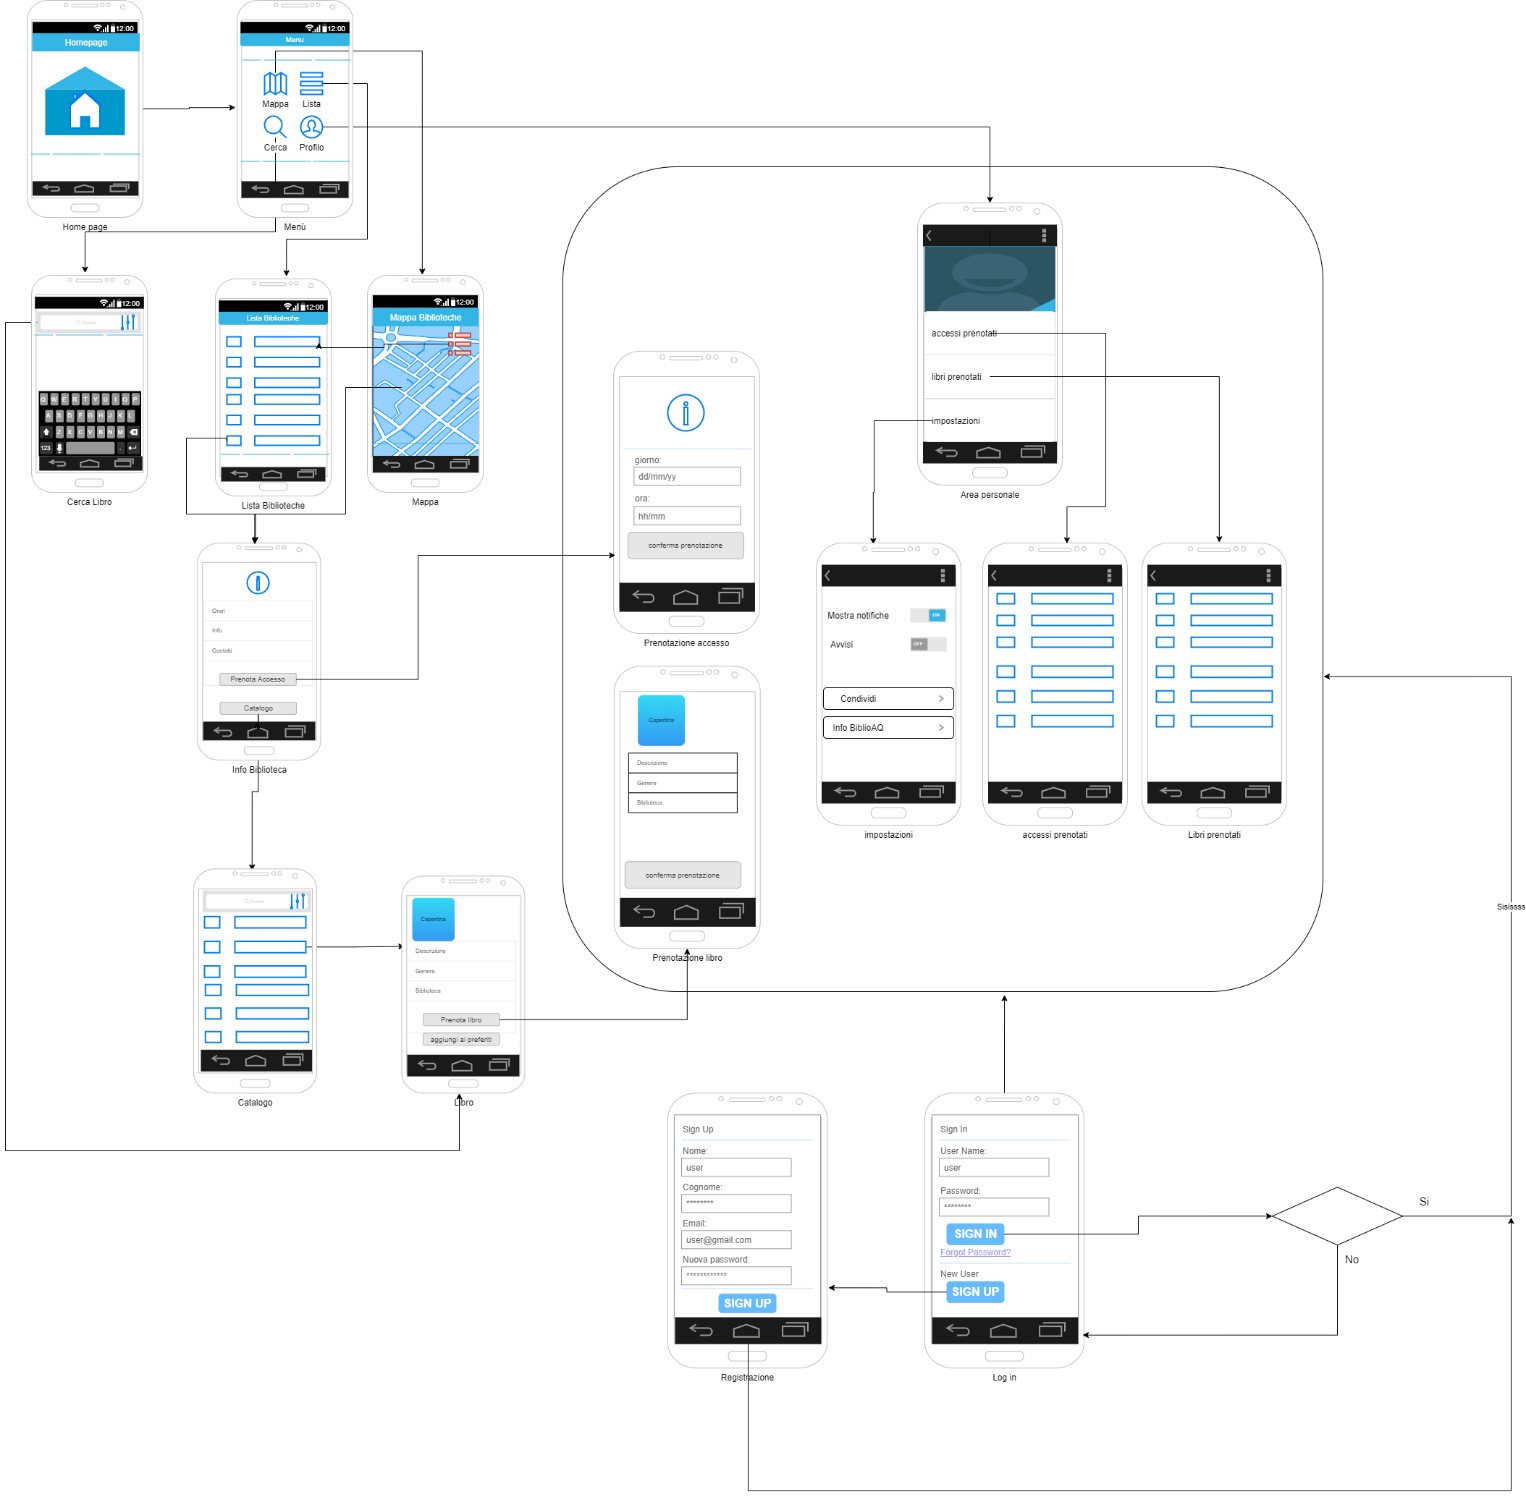 12:00
Homepage
Home page
12:00
Menu
Mappa
Lista
Cerca
Profilo
Menù
12:00
Search
Q W E R T Y U I O P
A S D F G H J K L
Z X C V B N M
123
.
Cerca Libro
12:00
Lista Biblioteche
Lista Biblioteche
12:00
Mappa Biblioteche
Mappa
Orari
Info
Contatti
Prenota Accesso
Catalogo
Info Biblioteca
Search
Catalogo
Copertina
Descrizione
Genere
Biblioteca
Prenota libro
aggiungi ai preferiti
Libro
giorno:
dd/mm/yy
ora:
hh/mm
conferma prenotazione
Prenotazione accesso
Copertina
Descrizione
Genere
Biblioteca
conferma prenotazione
Prenotazione libro
accessi prenotati
libri prenotati
impostazioni
Area personale
Mostra notifiche
ON
Avvisi
OFF
Condividi
Info BiblioAQ
impostazioni
accessi prenotati
Libri prenotati
Sign Up
Nome:
user
Cognome:
********
Email:
user@gmail.com
Nuova password:
************
SIGN UP
Registrazione
Sign In
User Name:
user
Password:
********
SIGN IN
Forgot Password?
New User
SIGN UP
Log in
Si
No
Sisissss